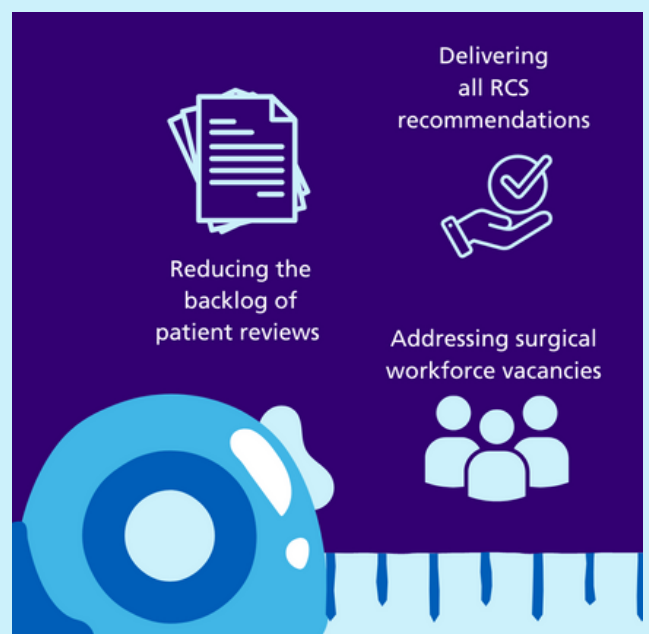 Delivering
all RCS
recommendations
Reducing the
backlog of
patient reviews
Addressing surgical
workforce vacancies